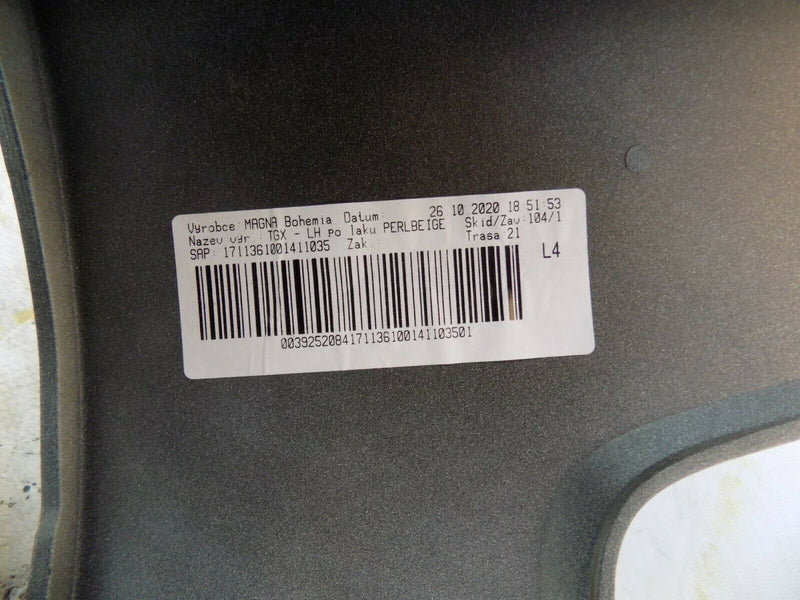 Vyrobce: MAGNA Bohemia Datum: 26 10 2020 18:51:53
Nazev vyr.: TGX - LH po laku PERLBEIGE Skid/Zav:104/1
SAP: 1711361001411035 Zak.: Trasa 21
L4
0039252084171136100141103501